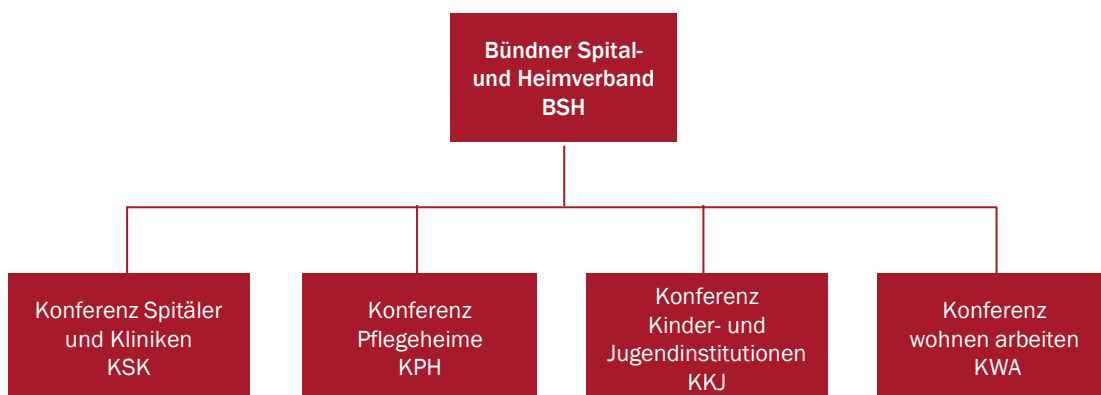 Bündner Spital-
und Heimverband
BSH
Konferenz Spitäler
und Kliniken
KSK
Konferenz
Pflegeheime
KPH
Konferenz
Kinder- und
Jugendinstitutionen
KKJ
Konferenz
wohnen arbeiten
KWA